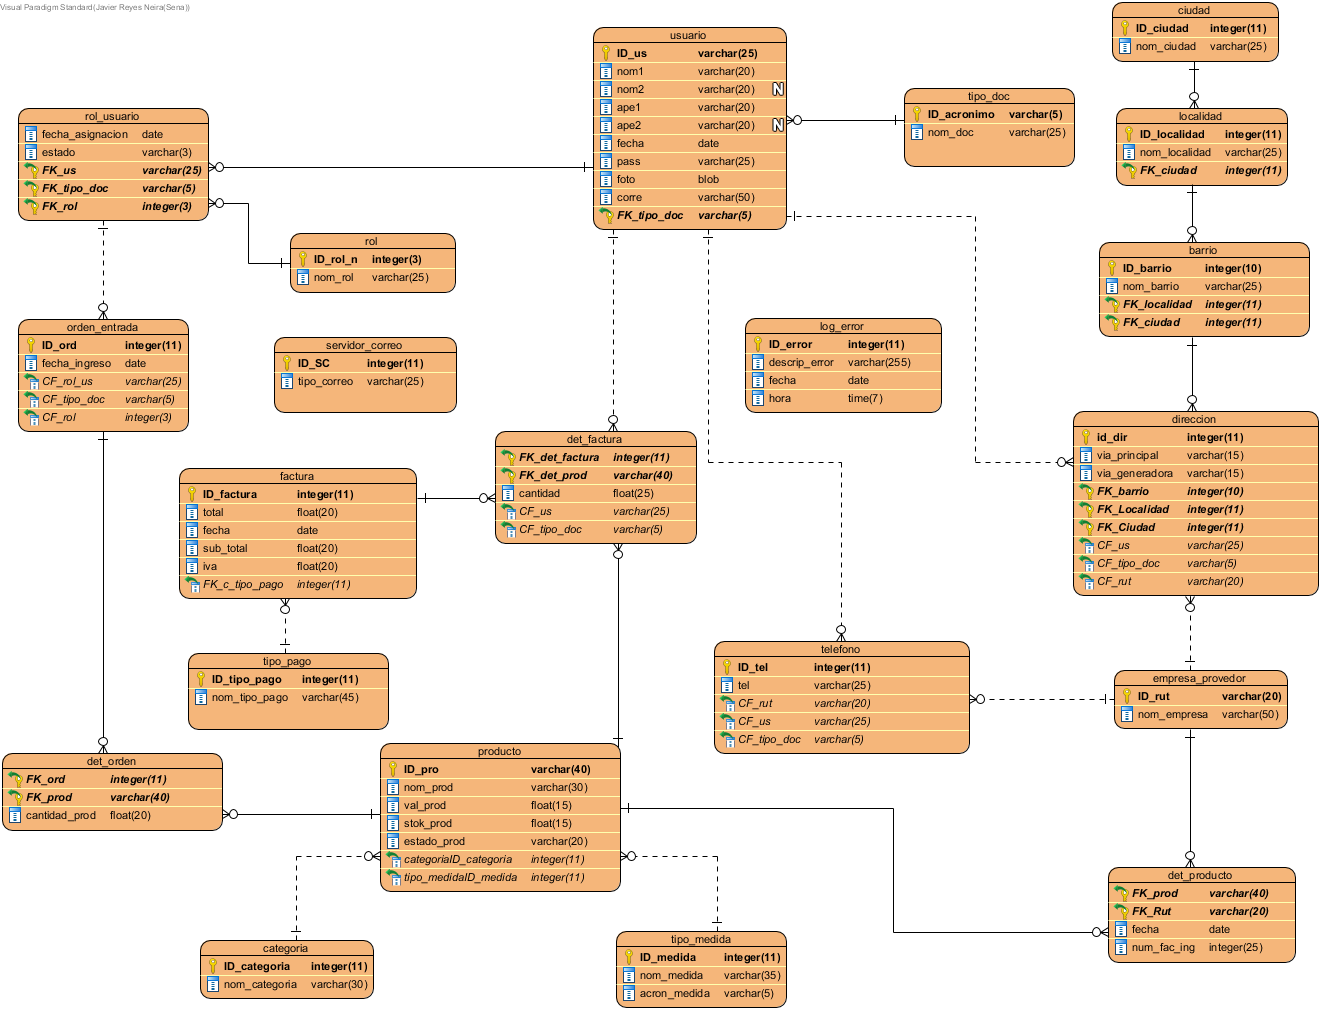 Visual Paradigm Standard(Javier Reyes Neira(Sena))
ciudad
ID_ciudad integer(11)
nom_ciudad varchar(25)
usuario
ID_us varchar(25)
nom1 varchar(20)
nom2 varchar(20) N
ape1 varchar(20)
ape2 varchar(20) N
fecha date
pass varchar(25)
foto blob
corre varchar(50)
FK_tipo_doc varchar(5)
tipo_doc
ID_acronimo varchar(5)
nom_doc varchar(25)
localidad
ID_localidad integer(11)
nom_localidad varchar(25)
FK_ciudad integer(11)
rol_usuario
fecha_asignacion date
estado varchar(3)
FK_us varchar(25)
FK_tipo_doc varchar(5)
FK_rol integer(3)
rol
ID_rol_n integer(3)
nom_rol varchar(25)
barrio
ID_barrio integer(10)
nom_barrio varchar(25)
FK_localidad integer(11)
FK_ciudad integer(11)
orden_entrada
ID_ord integer(11)
fecha_ingreso date
CF_rol_us varchar(25)
CF_tipo_doc varchar(5)
CF_rol integer(3)
servidor_correo
ID_SC integer(11)
tipo_correo varchar(25)
log_error
ID_error integer(11)
descrip_error varchar(255)
fecha date
hora time(7)
direccion
id_dir integer(11)
via_principal varchar(15)
via_generadora varchar(15)
FK_barrio integer(10)
FK_Localidad integer(11)
FK_Ciudad integer(11)
CF_us varchar(25)
CF_tipo_doc varchar(5)
CF_rut varchar(20)
det_factura
FK_det_factura integer(11)
FK_det_prod varchar(40)
cantidad float(25)
CF_us varchar(25)
CF_tipo_doc varchar(5)
factura
ID_factura integer(11)
total float(20)
fecha date
sub_total float(20)
iva float(20)
FK_c_tipo_pago integer(11)
tipo_pago
ID_tipo_pago integer(11)
nom_tipo_pago varchar(45)
telefono
ID_tel integer(11)
tel varchar(25)
CF_rut varchar(20)
CF_us varchar(25)
CF_tipo_doc varchar(5)
empresa_provedor
ID_rut varchar(20)
nom_empresa varchar(50)
det_orden
FK_ord integer(11)
FK_prod varchar(40)
cantidad_prod float(20)
producto
ID_pro varchar(40)
nom_prod varchar(30)
val_prod float(15)
stok_prod float(15)
estado_prod varchar(20)
categoriaID_categoria integer(11)
tipo_medidaID_medida integer(11)
det_producto
FK_prod varchar(40)
FK_Rut varchar(20)
fecha date
num_fac_ing integer(25)
categoria
ID_categoria integer(11)
nom_categoria varchar(30)
tipo_medida
ID_medida integer(11)
nom_medida varchar(35)
acron_medida varchar(5)